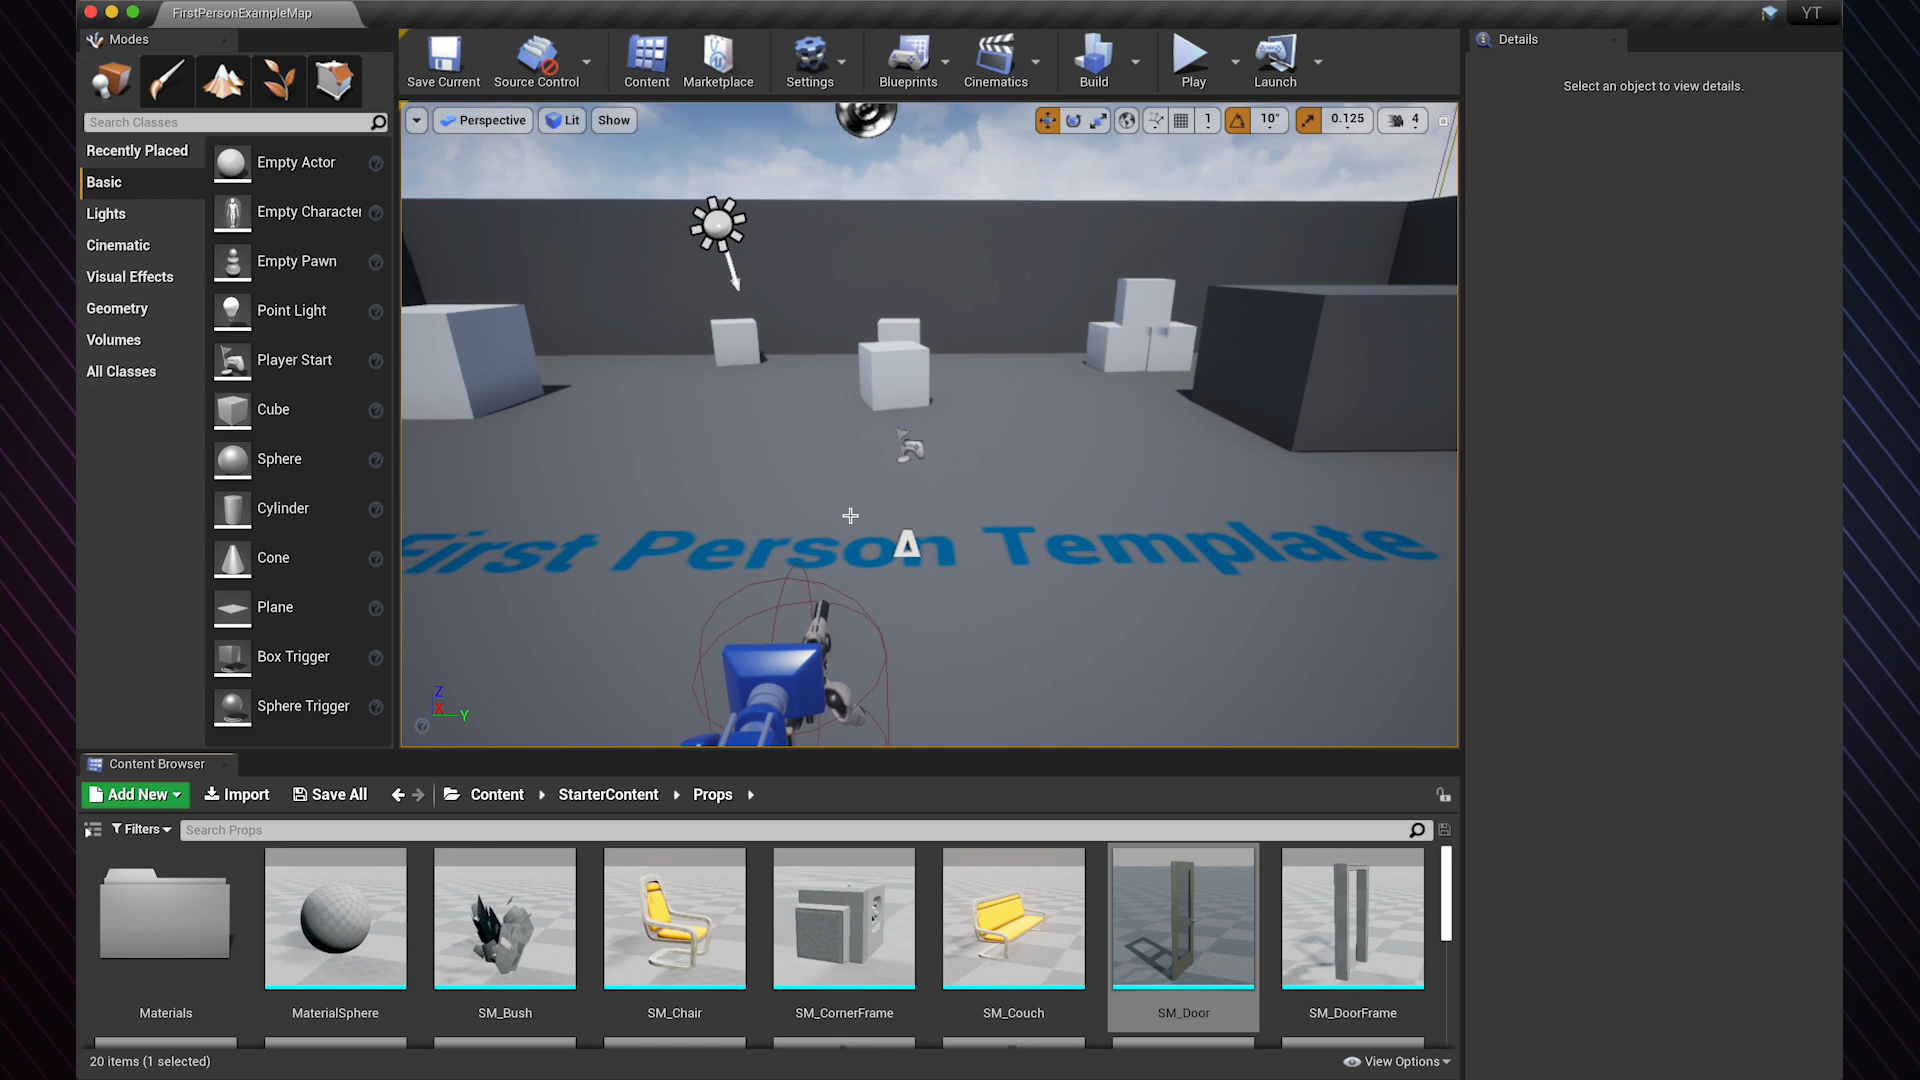 FirstPersonExampleMap
YT
Modes
Search Classes
Recently Placed
Basic
Lights
Cinematic
Visual Effects
Geometry
Volumes
All Classes
Empty Actor
Empty Character
Empty Pawn
Point Light
Player Start
Cube
Sphere
Cylinder
Cone
Plane
Box Trigger
Sphere Trigger
Save Current
Source Control
Content
Marketplace
Settings
Blueprints
Cinematics
Build
Play
Launch
Perspective
Lit
Show
1
10°
0.125
4
First Person Template
Z
X
Y
Details
Select an object to view details.
Content Browser
Add New
Import
Save All
Content
StarterContent
Props
Filters
Search Props
Materials
MaterialSphere
SM_Bush
SM_Chair
SM_CornerFrame
SM_Couch
SM_Door
SM_DoorFrame
20 items (1 selected)
View Options